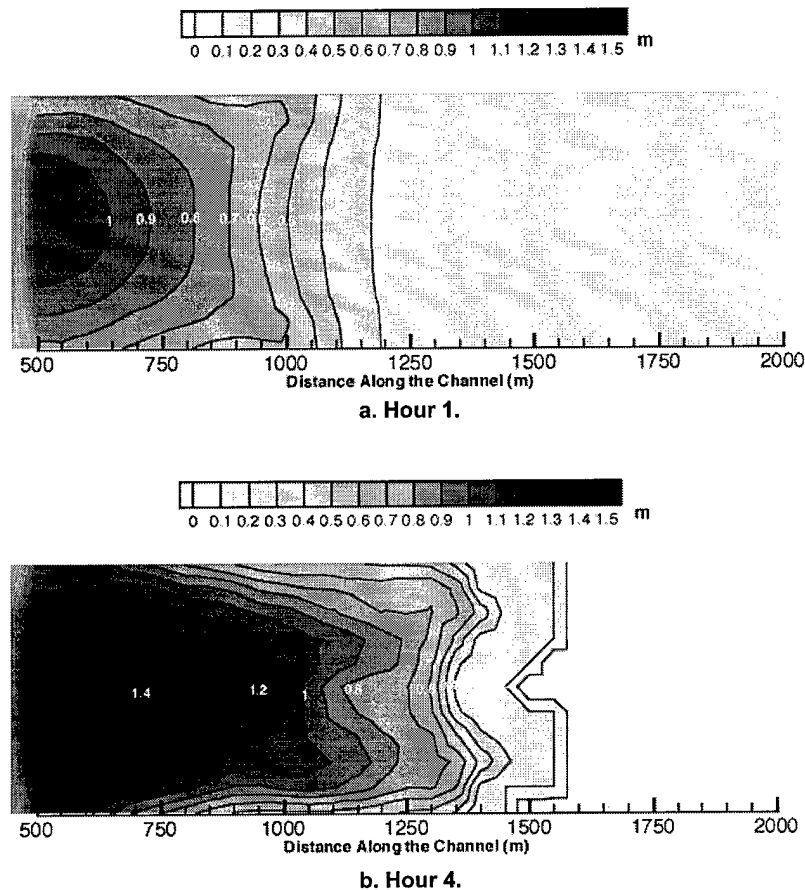 0 0.1 0.2 0.3 0.4 0.5 0.6 0.7 0.8 0.9 1 1.1 1.2 1.3 1.4 1.5 m
1 0.9 0.8 0.7
500 750 1000 1250 1500 1750 2000
Distance Along the Channel (m)
a. Hour 1.
0 0.1 0.2 0.3 0.4 0.5 0.6 0.7 0.8 0.9 1 1.1 1.2 1.3 1.4 1.5 m
1.4 1.2 1 0.8
500 750 1000 1250 1500 1750 2000
Distance Along the Channel (m)
b. Hour 4.